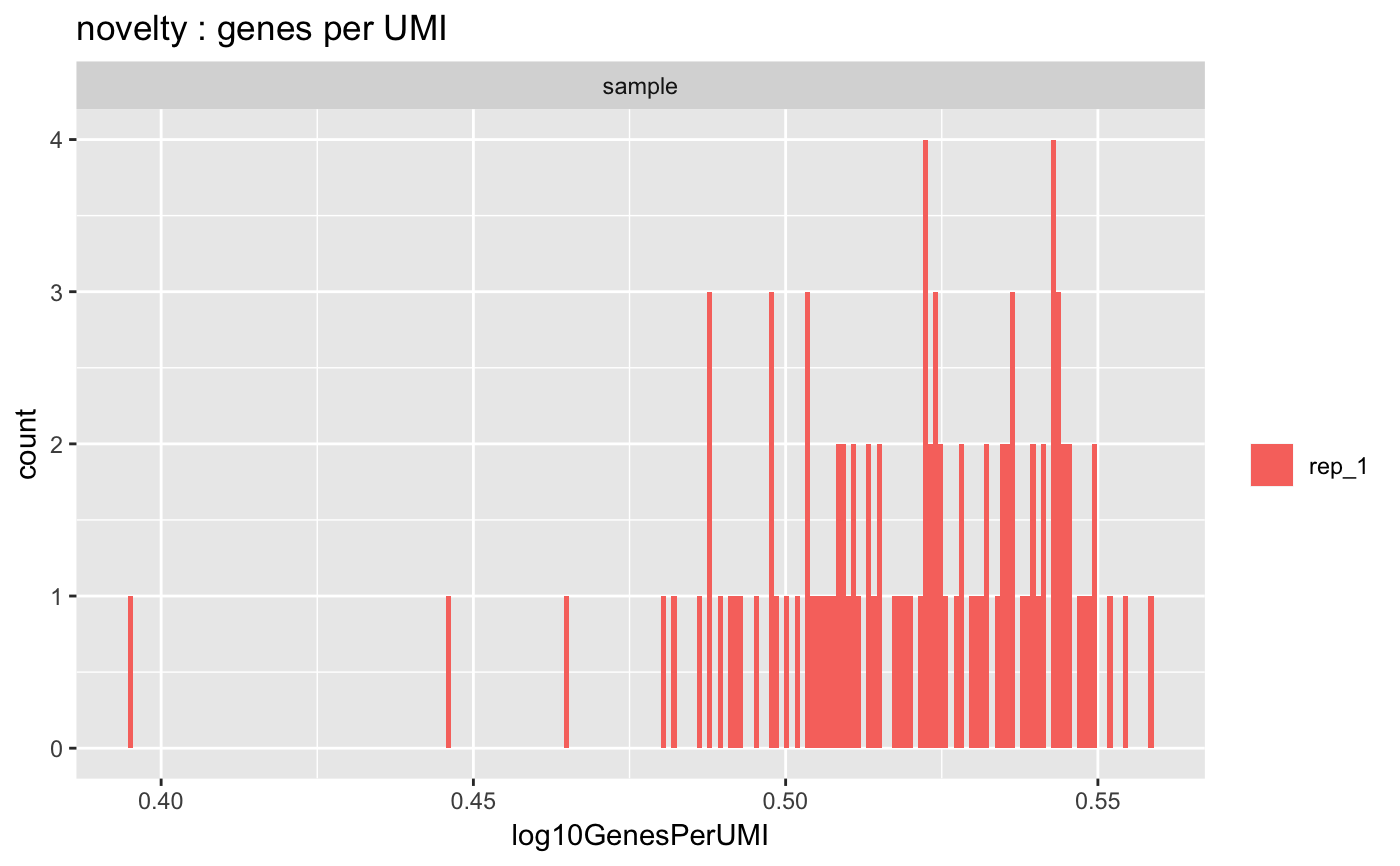 novelty : genes per UMI
sample
4
3
2
1
0
count
0.40 0.45 0.50 0.55
log10GenesPerUMI
rep_1